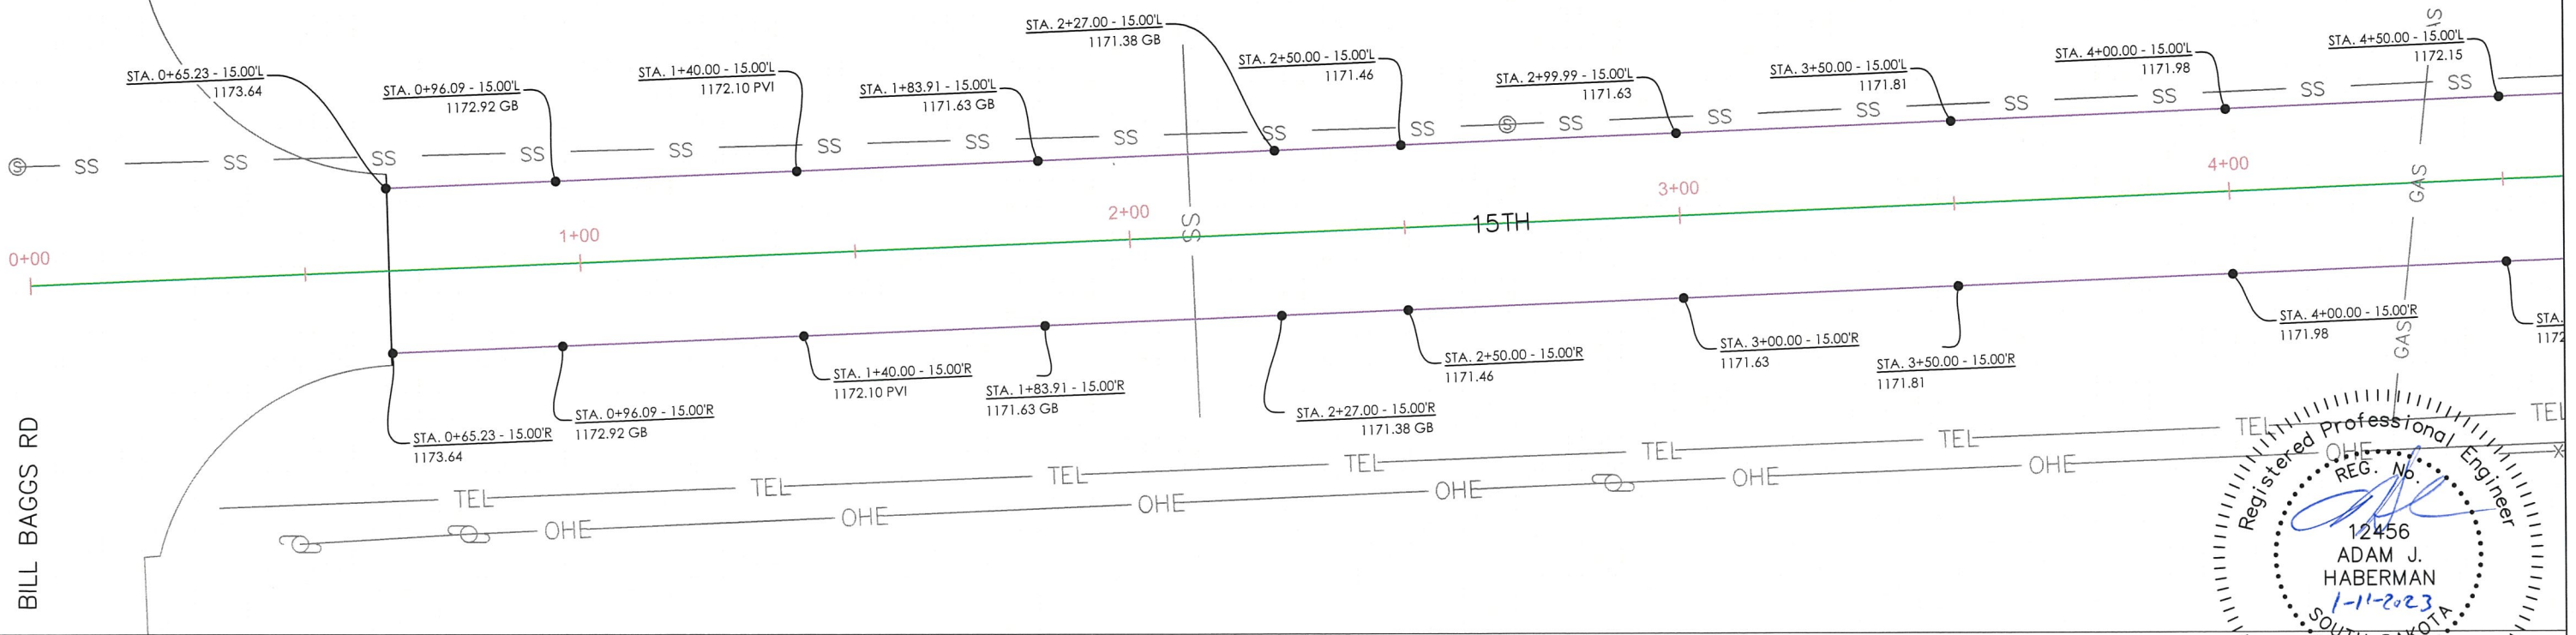 STA. 2+27.00 - 15.00'L
1171.38 GB
STA. 0+65.23 - 15.00'L
1173.64
STA. 0+96.09 - 15.00'L
1172.92 GB
STA. 1+40.00 - 15.00'L
1172.10 PVI
STA. 1+83.91 - 15.00'L
1171.63 GB
STA. 2+50.00 - 15.00'L
1171.46
STA. 2+99.99 - 15.00'L
1171.63
STA. 3+50.00 - 15.00'L
1171.81
STA. 4+00.00 - 15.00'L
1171.98
STA. 4+50.00 - 15.00'L
1172.15
S SS SS SS SS SS SS SS SS SS SS S SS SS SS SS SS SS SS
0+00
1+00
2+00
3+00
4+00
15TH
SS
GAS
GAS
STA. 0+65.23 - 15.00'R
1173.64
STA. 0+96.09 - 15.00'R
1172.92 GB
STA. 1+40.00 - 15.00'R
1172.10 PVI
STA. 1+83.91 - 15.00'R
1171.63 GB
STA. 2+27.00 - 15.00'R
1171.38 GB
STA. 2+50.00 - 15.00'R
1171.46
STA. 3+00.00 - 15.00'R
1171.63
STA. 3+50.00 - 15.00'R
1171.81
STA. 4+00.00 - 15.00'R
1171.98
STA.
1172
TEL TEL TEL TEL TEL TEL TEL TEL
OHE OHE OHE OHE OHE OHE OHE
BILL BAGGS RD
Registered Professional Engineer
REG. No.
12456
ADAM J.
HABERMAN
1-11-2023
SOUTH DAKOTA